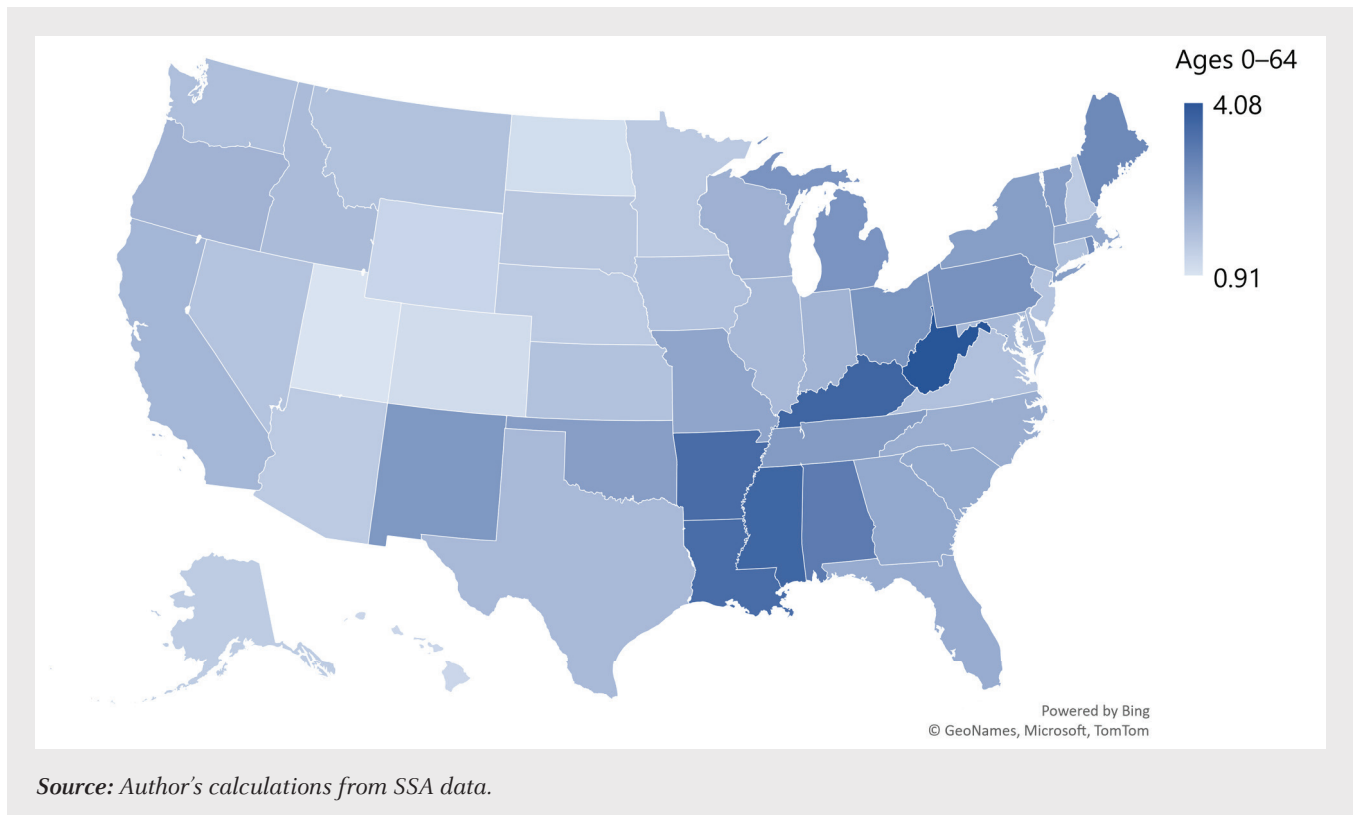 Ages 0–64
4.08
0.91
Powered by Bing
© GeoNames, Microsoft, TomTom
Source: Author’s calculations from SSA data.